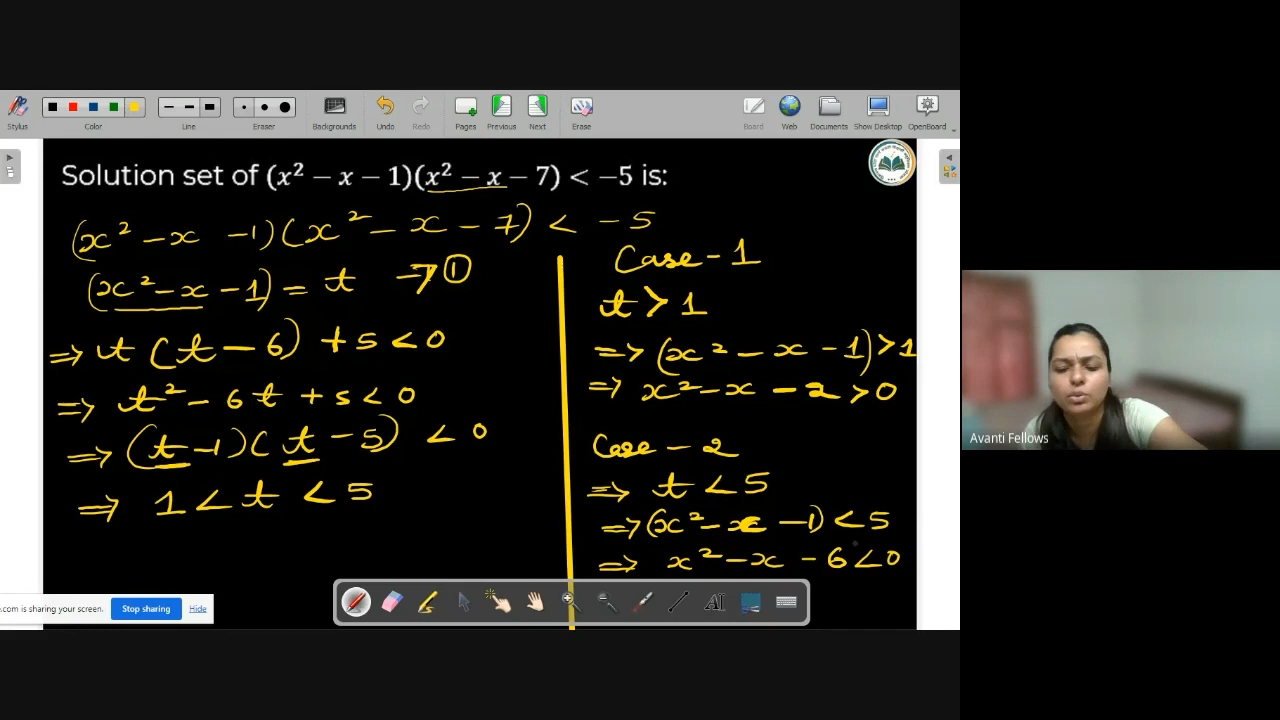 Stylus
Color
Line
Eraser
Backgrounds
Undo
Redo
Pages
Previous
Next
Erase
Board
Web
Documents
Show Desktop
OpenBoard
Solution set of (x² − x − 1)(x² − x − 7) < −5 is:
(x² − x − 1)(x² − x − 7) < −5
(x² − x − 1) = t → ①
⇒ t(t − 6) + 5 < 0
⇒ t² − 6t + 5 < 0
⇒ (t − 1)(t − 5) < 0
⇒ 1 < t < 5
Case - 1
t > 1
⇒ (x² − x − 1) > 1
⇒ x² − x − 2 > 0
Case - 2
⇒ t < 5
⇒ (x² − x − 1) < 5
⇒ x² − x − 6 < 0
.com is sharing your screen.
Stop sharing
Hide
Avanti Fellows